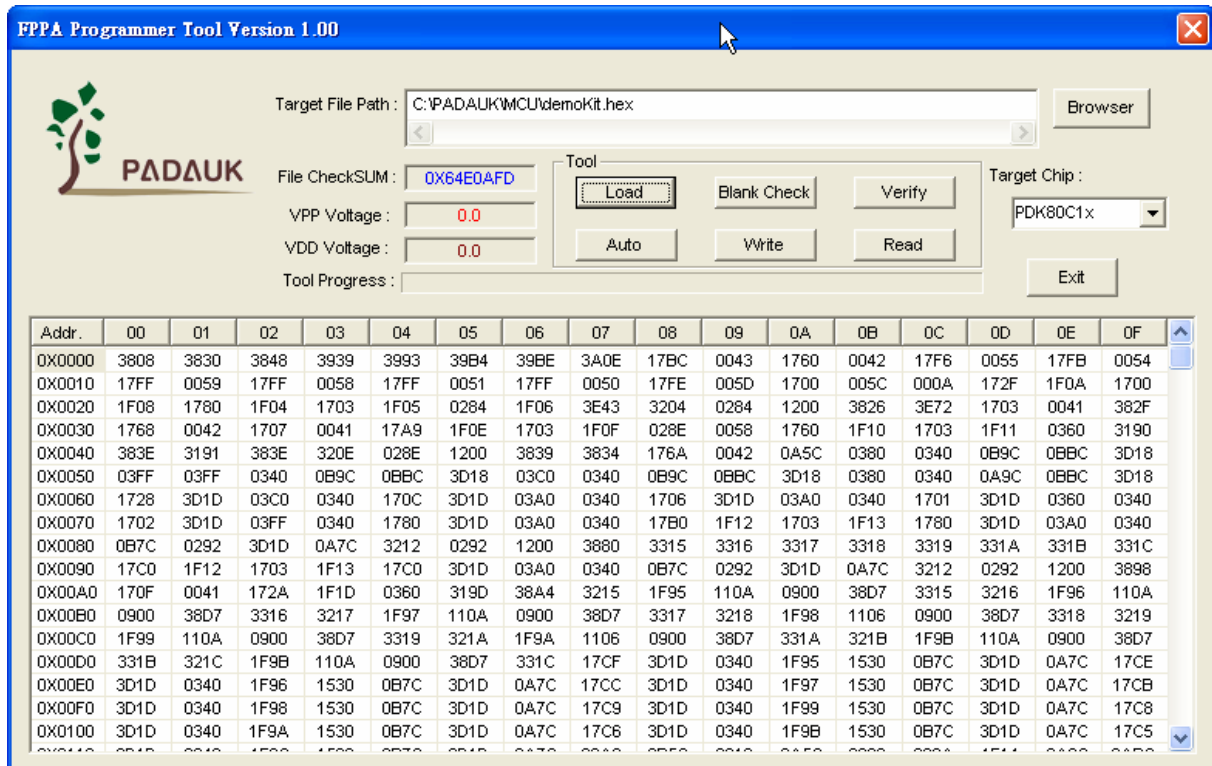 FPPA Programmer Tool Version 1.00
Target File Path : C:\PADAUK\MCU\demoKit.hex Browser
PADAUK
File CheckSUM : 0X64E0AFD
VPP Voltage : 0.0
VDD Voltage : 0.0
Tool Progress :
Tool
Load Blank Check Verify
Auto Write Read
Target Chip :
PDK80C1x
Exit
Addr. 00 01 02 03 04 05 06 07 08 09 0A 0B 0C 0D 0E 0F
0X0000 3808 3830 3848 3939 3993 39B4 39BE 3A0E 17BC 0043 1760 0042 17F6 0055 17FB 0054
0X0010 17FF 0059 17FF 0058 17FF 0051 17FF 0050 17FE 005D 1700 005C 000A 172F 1F0A 1700
0X0020 1F08 1780 1F04 1703 1F05 0284 1F06 3E43 3204 0284 1200 3826 3E72 1703 0041 382F
0X0030 1768 0042 1707 0041 17A9 1F0E 1703 1F0F 028E 0058 1760 1F10 1703 1F11 0360 3190
0X0040 383E 3191 383E 320E 028E 1200 3839 3834 176A 0042 0A5C 0380 0340 0B9C 0BBC 3D18
0X0050 03FF 03FF 0340 0B9C 0BBC 3D18 03C0 0340 0B9C 0BBC 3D18 0380 0340 0A9C 0BBC 3D18
0X0060 1728 3D1D 03C0 0340 170C 3D1D 03A0 0340 1706 3D1D 03A0 0340 1701 3D1D 0360 0340
0X0070 1702 3D1D 03FF 0340 1780 3D1D 03A0 0340 17B0 1F12 1703 1F13 1780 3D1D 03A0 0340
0X0080 0B7C 0292 3D1D 0A7C 3212 0292 1200 3880 3315 3316 3317 3318 3319 331A 331B 331C
0X0090 17C0 1F12 1703 1F13 17C0 3D1D 03A0 0340 0B7C 0292 3D1D 0A7C 3212 0292 1200 3898
0X00A0 170F 0041 172A 1F1D 0360 319D 38A4 3215 1F95 110A 0900 38D7 3315 3216 1F96 110A
0X00B0 0900 38D7 3316 3217 1F97 110A 0900 38D7 3317 3218 1F98 1106 0900 38D7 3318 3219
0X00C0 1F99 110A 0900 38D7 3319 321A 1F9A 1106 0900 38D7 331A 321B 1F9B 110A 0900 38D7
0X00D0 331B 321C 1F9B 110A 0900 38D7 331C 17CF 3D1D 0340 1F95 1530 0B7C 3D1D 0A7C 17CE
0X00E0 3D1D 0340 1F96 1530 0B7C 3D1D 0A7C 17CC 3D1D 0340 1F97 1530 0B7C 3D1D 0A7C 17CB
0X00F0 3D1D 0340 1F98 1530 0B7C 3D1D 0A7C 17C9 3D1D 0340 1F99 1530 0B7C 3D1D 0A7C 17C8
0X0100 3D1D 0340 1F9A 1530 0B7C 3D1D 0A7C 17C6 3D1D 0340 1F9B 1530 0B7C 3D1D 0A7C 17C5